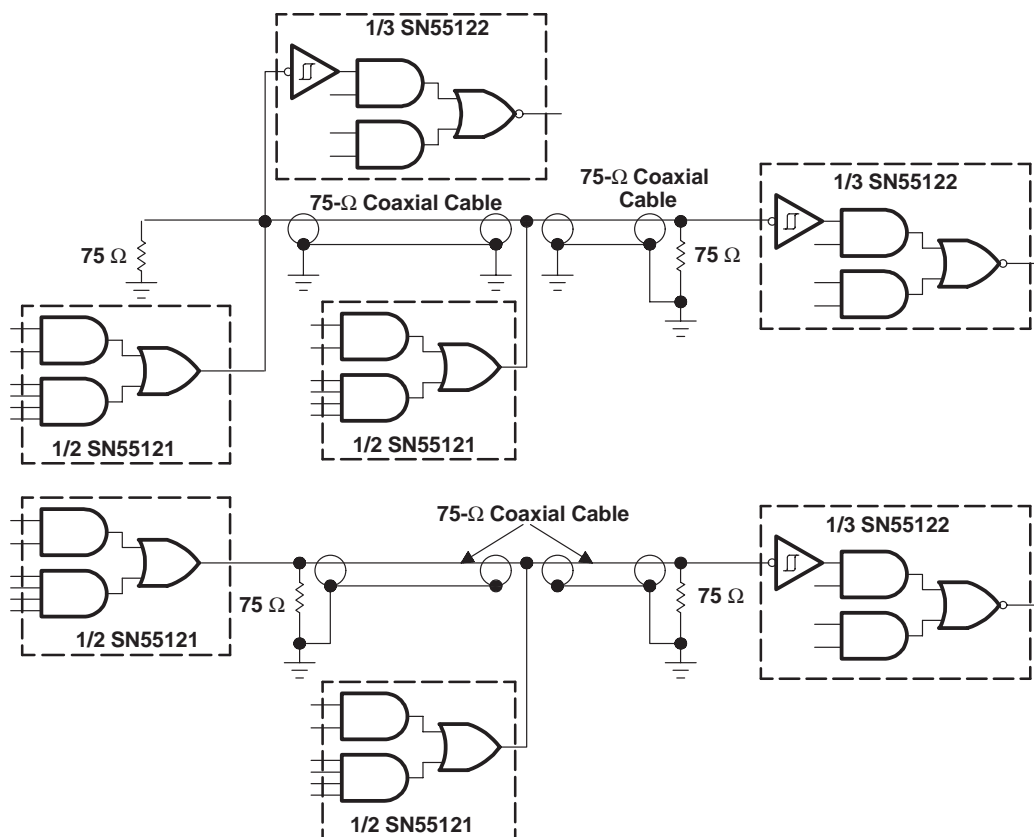 1/3 SN55122
75-Ω Coaxial Cable
75-Ω Coaxial
Cable
1/3 SN55122
75 Ω
75 Ω
1/2 SN55121
1/2 SN55121
75-Ω Coaxial Cable
1/3 SN55122
75 Ω
75 Ω
1/2 SN55121
1/2 SN55121